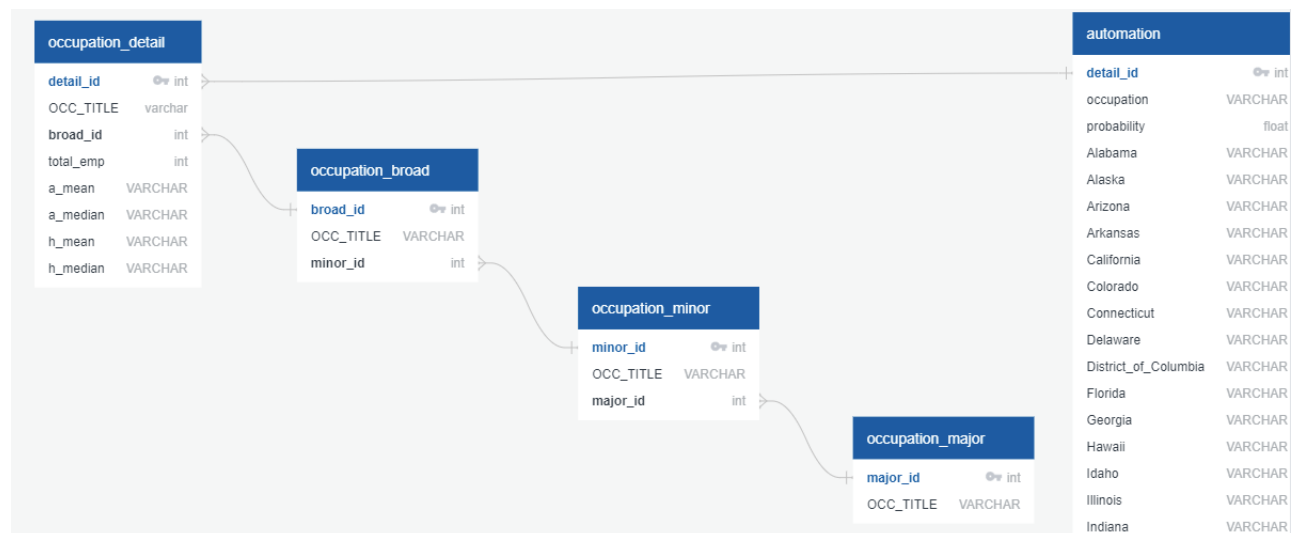 occupation_detail
detail_id int
OCC_TITLE varchar
broad_id int
total_emp int
a_mean VARCHAR
a_median VARCHAR
h_mean VARCHAR
h_median VARCHAR
occupation_broad
broad_id int
OCC_TITLE VARCHAR
minor_id int
occupation_minor
minor_id int
OCC_TITLE VARCHAR
major_id int
occupation_major
major_id int
OCC_TITLE VARCHAR
automation
detail_id int
occupation VARCHAR
probability float
Alabama VARCHAR
Alaska VARCHAR
Arizona VARCHAR
Arkansas VARCHAR
California VARCHAR
Colorado VARCHAR
Connecticut VARCHAR
Delaware VARCHAR
District_of_Columbia VARCHAR
Florida VARCHAR
Georgia VARCHAR
Hawaii VARCHAR
Idaho VARCHAR
Illinois VARCHAR
Indiana VARCHAR